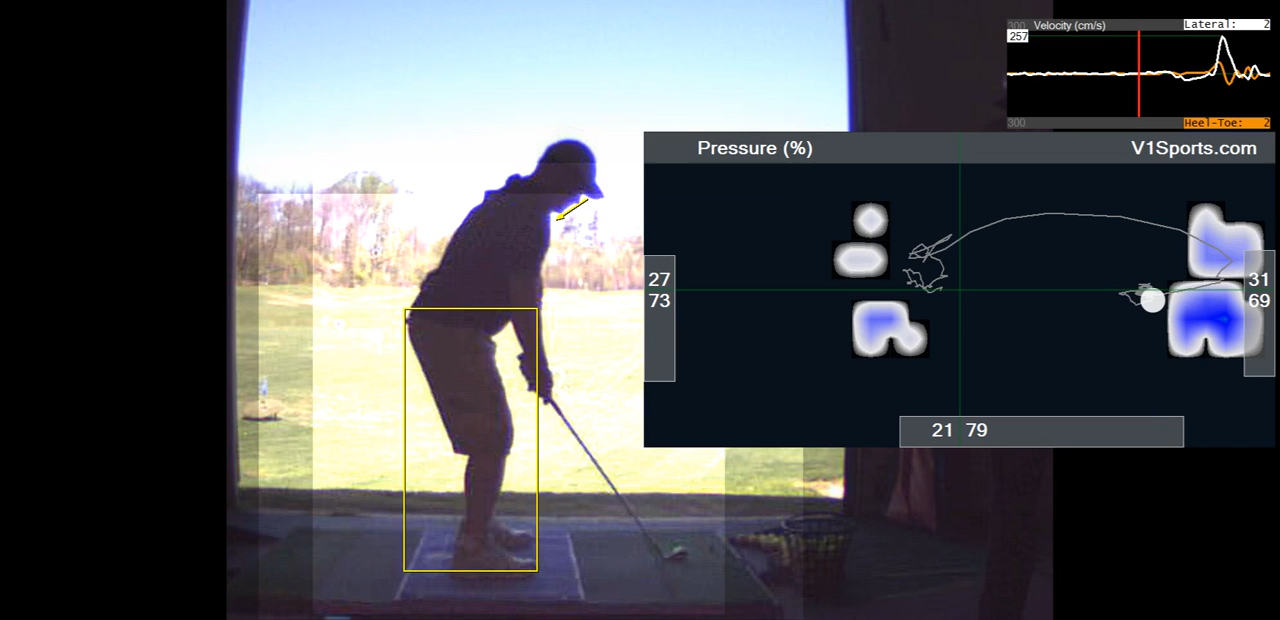 300 Velocity (cm/s) Lateral: 2
257
300 Heel-Toe: 2
Pressure (%) V1Sports.com
27 31
73 69
21 79